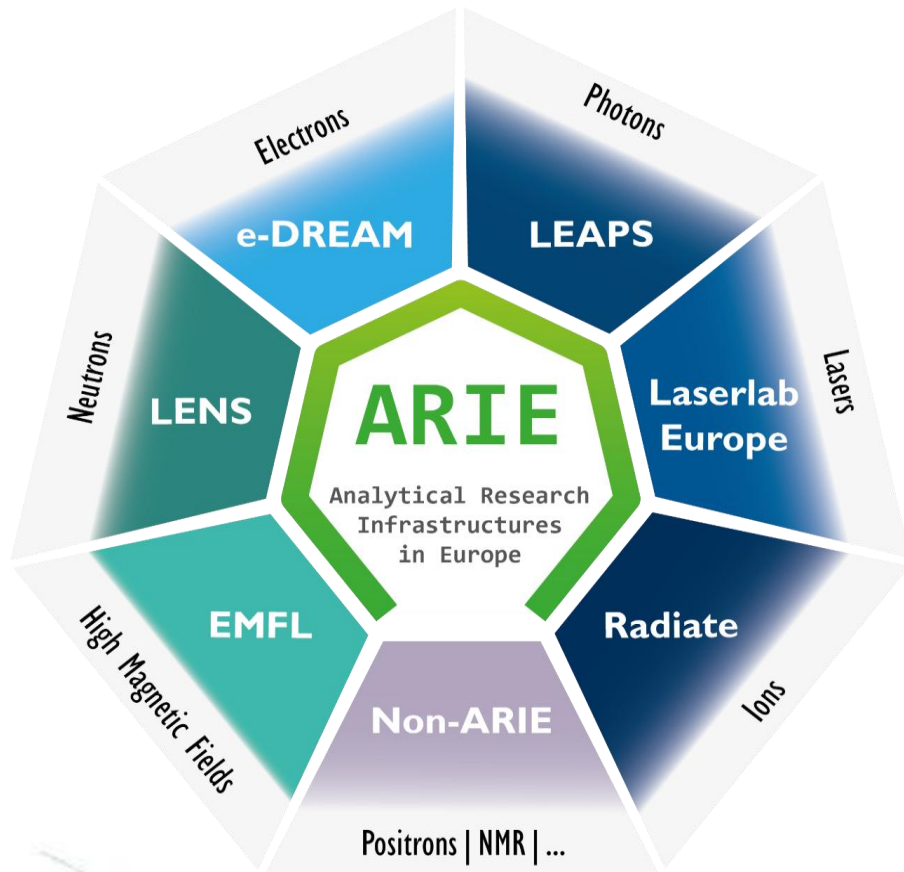 Electrons
Photons
e-DREAM
LEAPS
Neutrons
Lasers
LENS
Laserlab
Europe
ARIE
Analytical Research
Infrastructures
in Europe
EMFL
Radiate
High Magnetic Fields
Ions
Non-ARIE
Positrons | NMR | ...